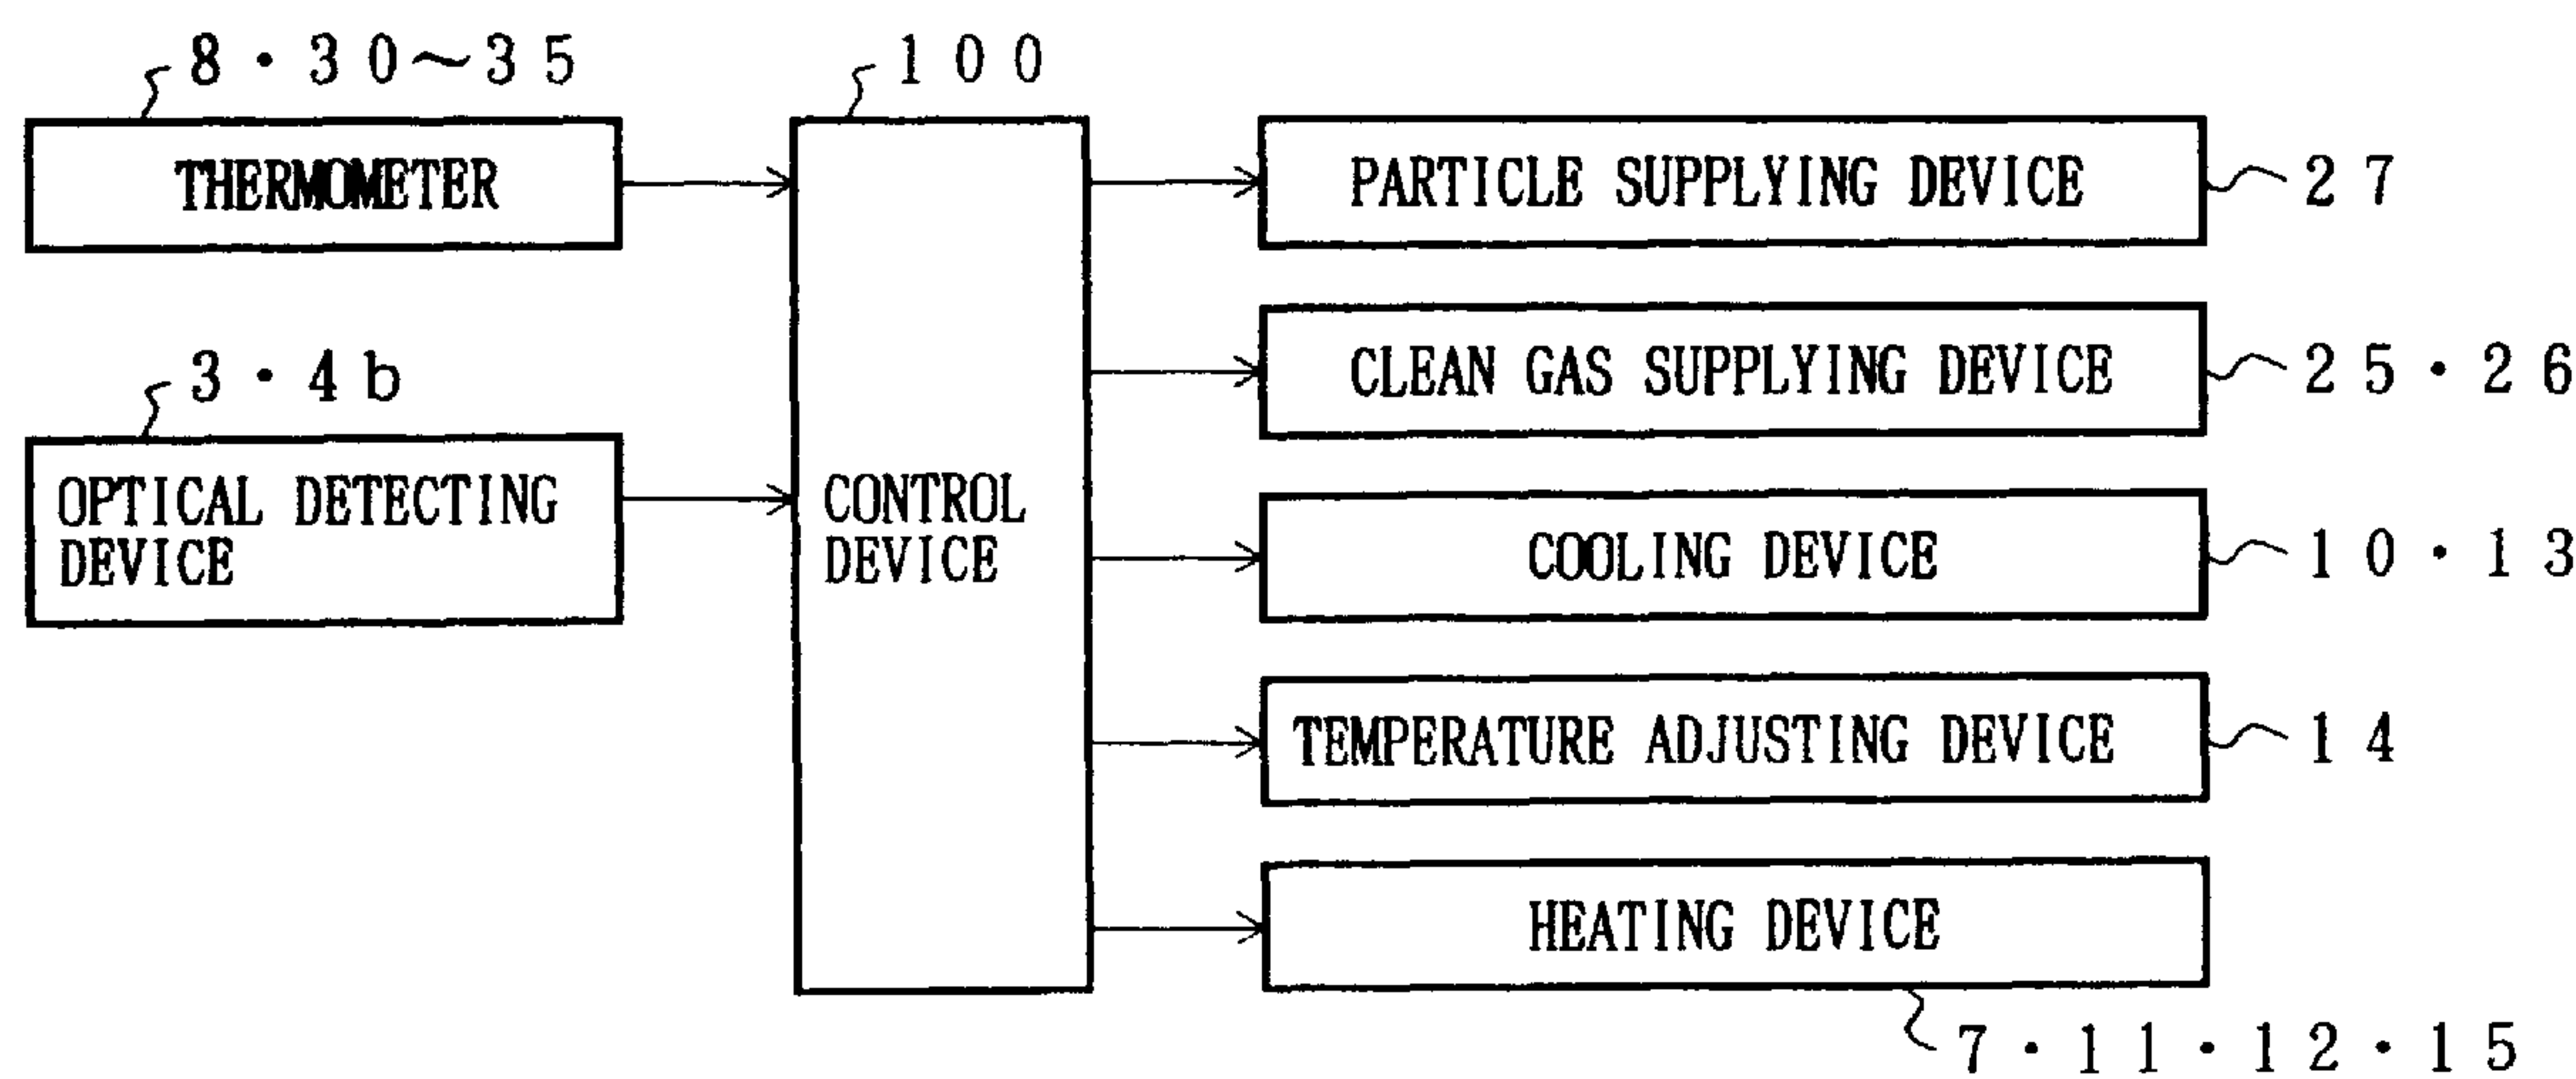 8・30～35
THERMOMETER
3・4b
OPTICAL DETECTING
DEVICE
100
CONTROL
DEVICE
PARTICLE SUPPLYING DEVICE
27
CLEAN GAS SUPPLYING DEVICE
25・26
COOLING DEVICE
10・13
TEMPERATURE ADJUSTING DEVICE
14
HEATING DEVICE
7・11・12・15